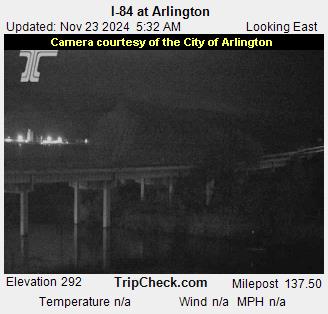 I-84 at Arlington
Updated: Nov 23 2024 5:32 AM Looking East
Camera courtesy of the City of Arlington
Elevation 292 TripCheck.com Milepost 137.50
Temperature n/a Wind n/a MPH n/a